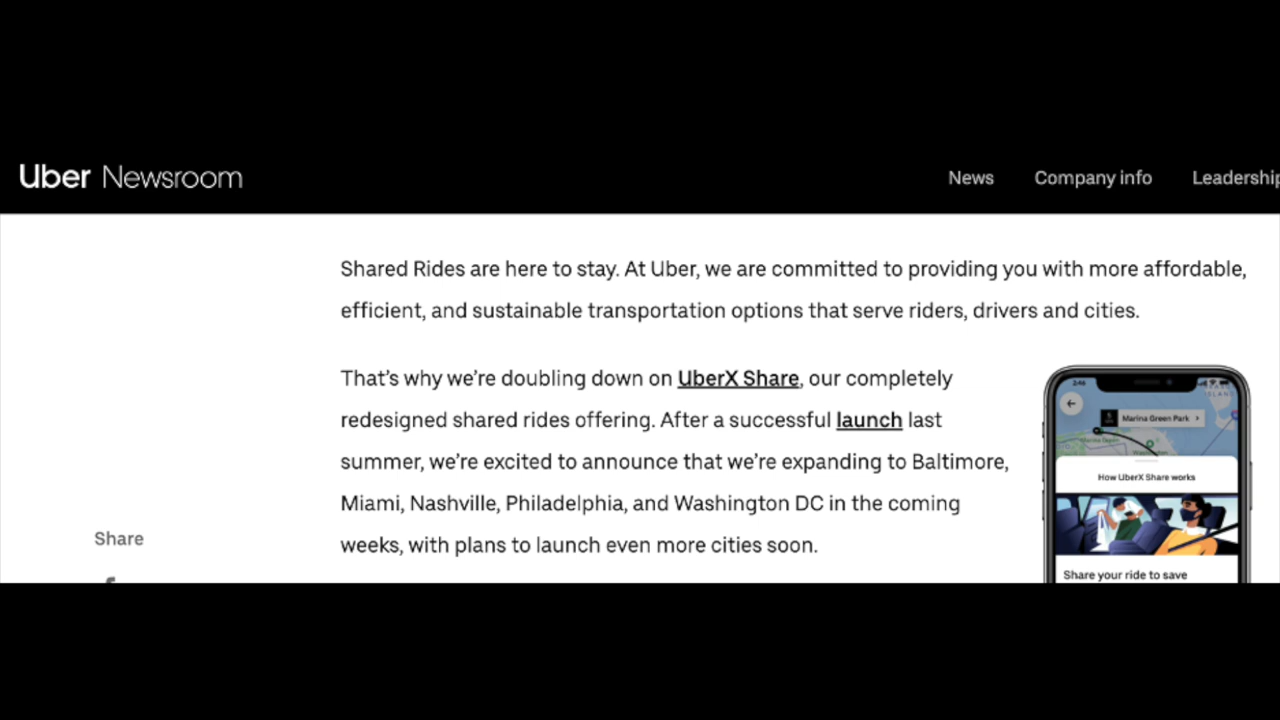 Uber Newsroom
News Company info Leadership
Shared Rides are here to stay. At Uber, we are committed to providing you with more affordable,
efficient, and sustainable transportation options that serve riders, drivers and cities.
That's why we're doubling down on UberX Share, our completely
redesigned shared rides offering. After a successful launch last
summer, we're excited to announce that we're expanding to Baltimore,
Miami, Nashville, Philadelphia, and Washington DC in the coming
weeks, with plans to launch even more cities soon.
Share
2:46
Marina Green Park
How UberX Share works
Share your ride to save